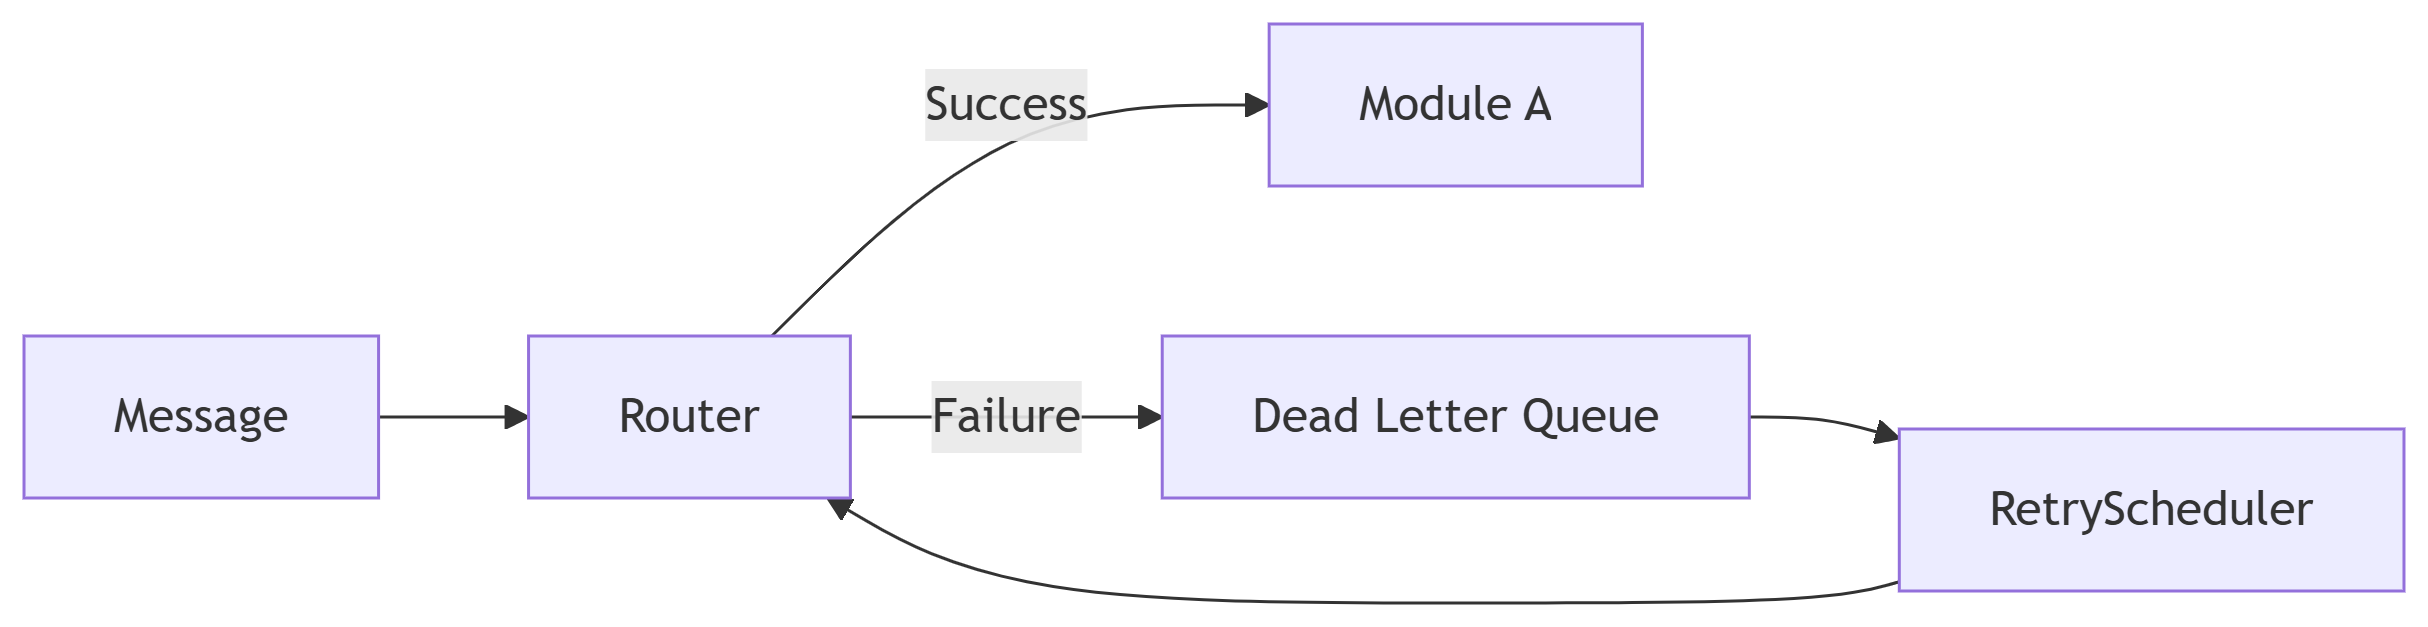 Success
Module A
Message
Router
Failure
Dead Letter Queue
RetryScheduler